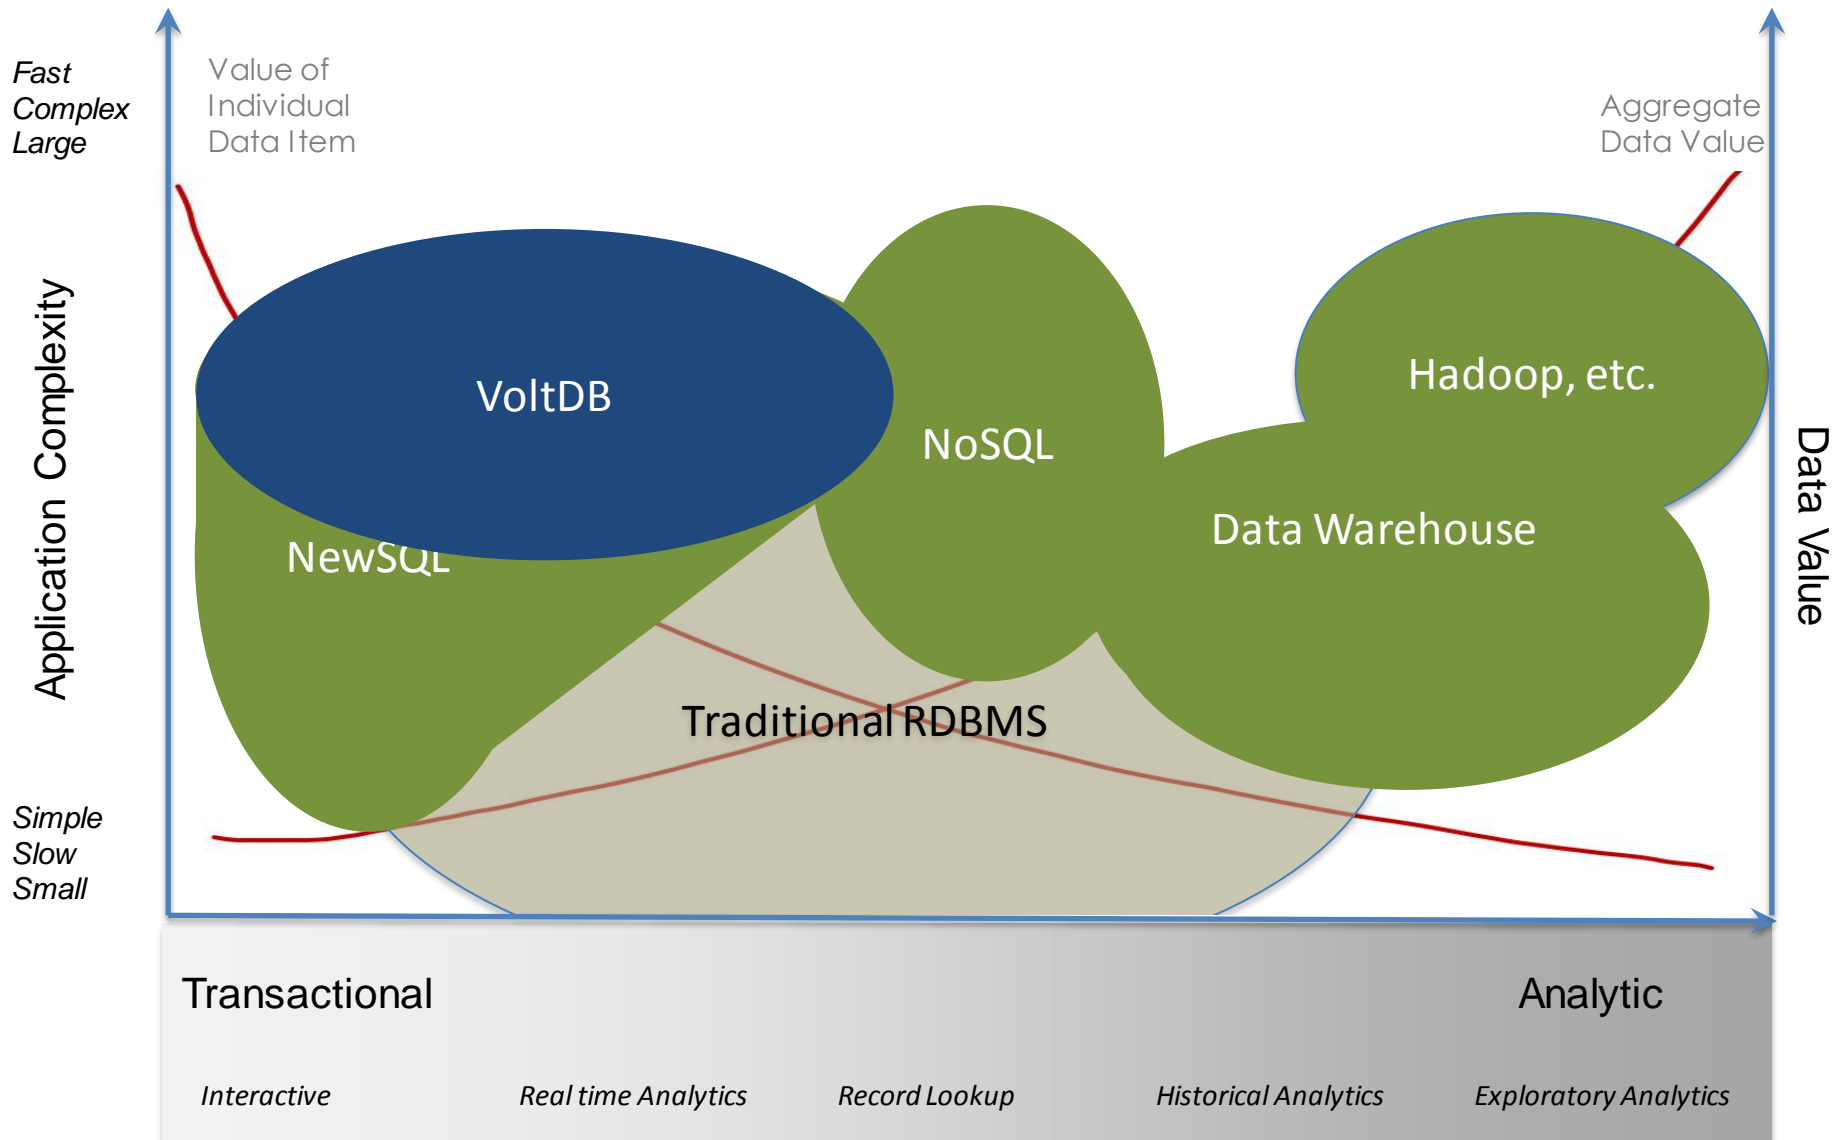 Fast
Complex
Large
Value of
Individual
Data Item
Aggregate
Data Value
Application Complexity
VoltDB
NoSQL
Hadoop, etc.
Data Warehouse
NewSQL
Traditional RDBMS
Data Value
Simple
Slow
Small
Transactional
Analytic
Interactive
Real time Analytics
Record Lookup
Historical Analytics
Exploratory Analytics